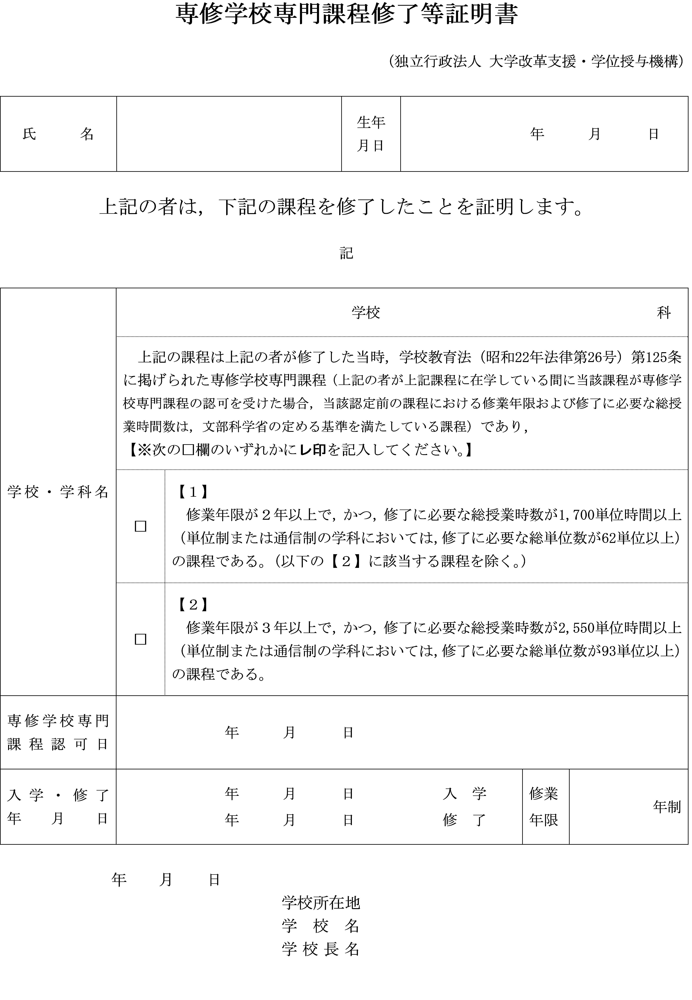 専修学校専門課程修了等証明書
（独立行政法人 大学改革支援・学位授与機構）
氏　　　名
生年
月日
年　　　月　　　日
上記の者は，下記の課程を修了したことを証明します。
記
学校　　　　　　　　　　　　　　　　　　　科
学校・学科名
　上記の課程は上記の者が修了した当時，学校教育法（昭和22年法律第26号）第125条
に掲げられた専修学校専門課程（上記の者が上記課程に在学している間に当該課程が専修学
校専門課程の認可を受けた場合，当該認定前の課程における修業年限および修了に必要な総授
業時間数は，文部科学省の定める基準を満たしている課程）であり，
【※次の□欄のいずれかにレ印を記入してください。】
□
【１】
　修業年限が２年以上で，かつ，修了に必要な総授業時数が1,700単位時間以上
（単位制または通信制の学科においては，修了に必要な総単位数が62単位以上）
の課程である。（以下の【２】に該当する課程を除く。）
□
【２】
　修業年限が３年以上で，かつ，修了に必要な総授業時数が2,550単位時間以上
（単位制または通信制の学科においては，修了に必要な総単位数が93単位以上）
の課程である。
専修学校専門
課程認可日
年　　　月　　　日
入学・修了
年　月　日
年　　　月　　　日　　　　　　入　学
年　　　月　　　日　　　　　　修　了
修業
年限
年制
年　　月　　日
学校所在地
学　校　名
学 校 長 名